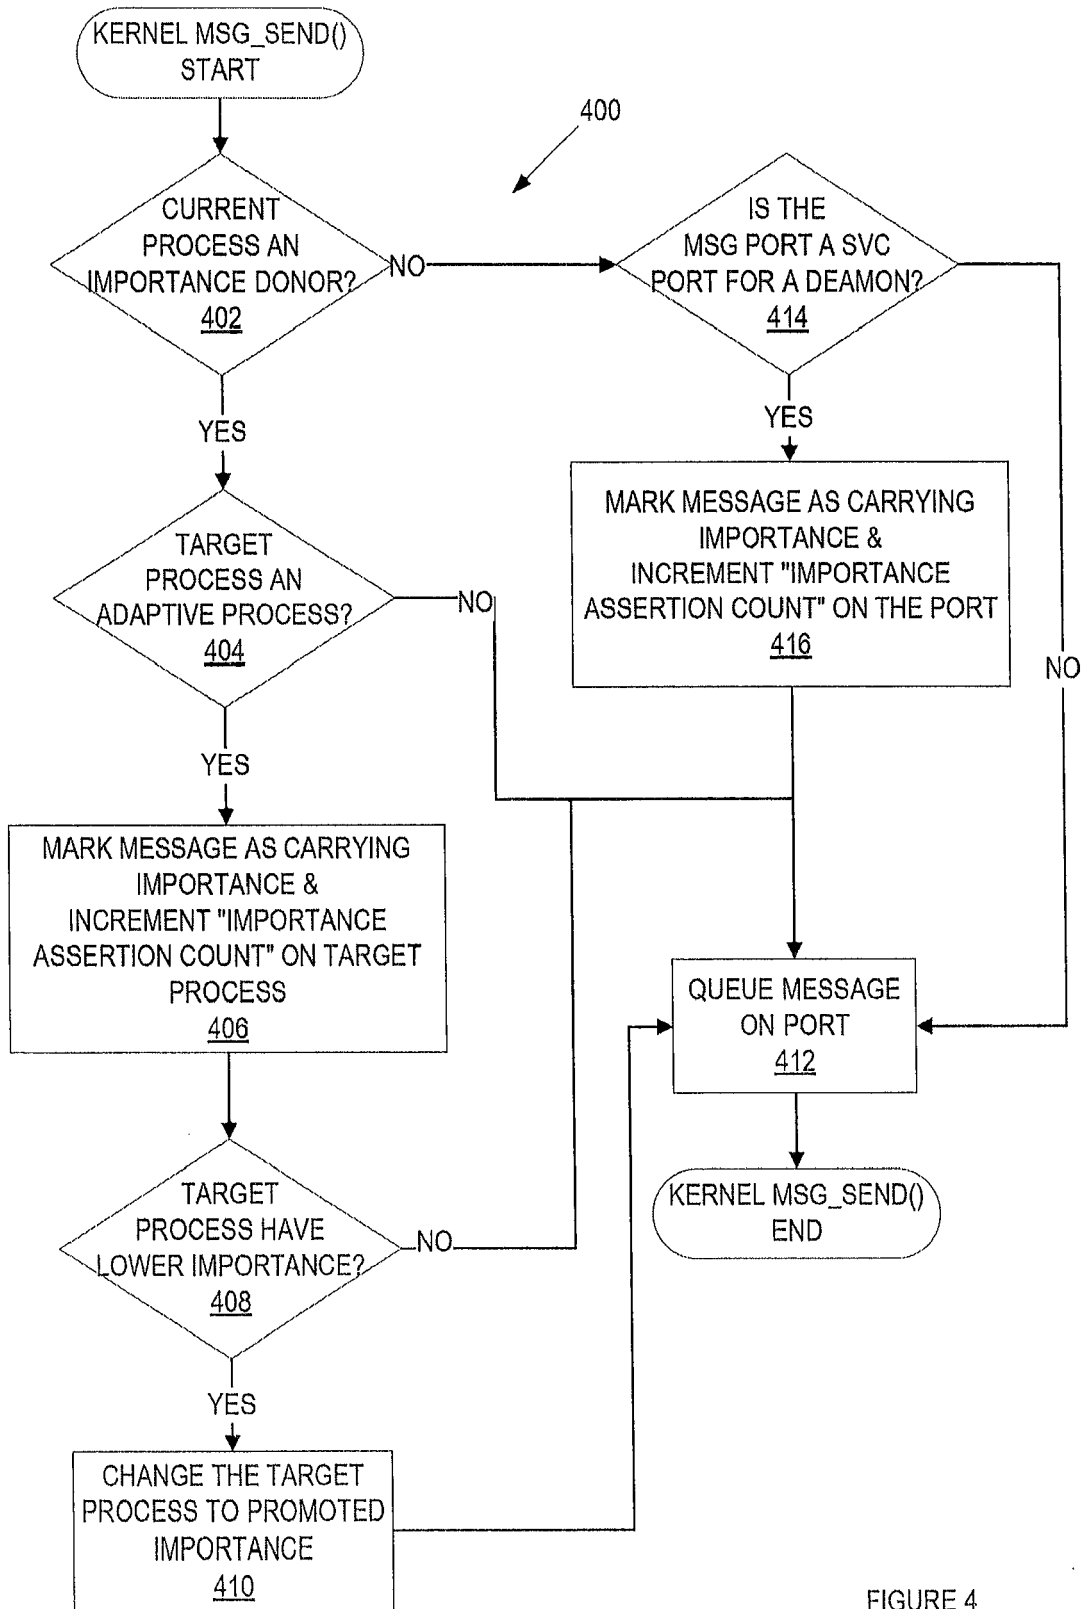 KERNEL MSG_SEND()
START
400
CURRENT
PROCESS AN
IMPORTANCE DONOR?
402
NO
IS THE
MSG PORT A SVC
PORT FOR A DEAMON?
414
YES
YES
TARGET
PROCESS AN
ADAPTIVE PROCESS?
404
NO
MARK MESSAGE AS CARRYING
IMPORTANCE &
INCREMENT "IMPORTANCE
ASSERTION COUNT" ON THE PORT
416
NO
YES
MARK MESSAGE AS CARRYING
IMPORTANCE &
INCREMENT "IMPORTANCE
ASSERTION COUNT" ON TARGET
PROCESS
406
QUEUE MESSAGE
ON PORT
412
TARGET
PROCESS HAVE
LOWER IMPORTANCE?
408
NO
KERNEL MSG_SEND()
END
YES
CHANGE THE TARGET
PROCESS TO PROMOTED
IMPORTANCE
410
FIGURE 4